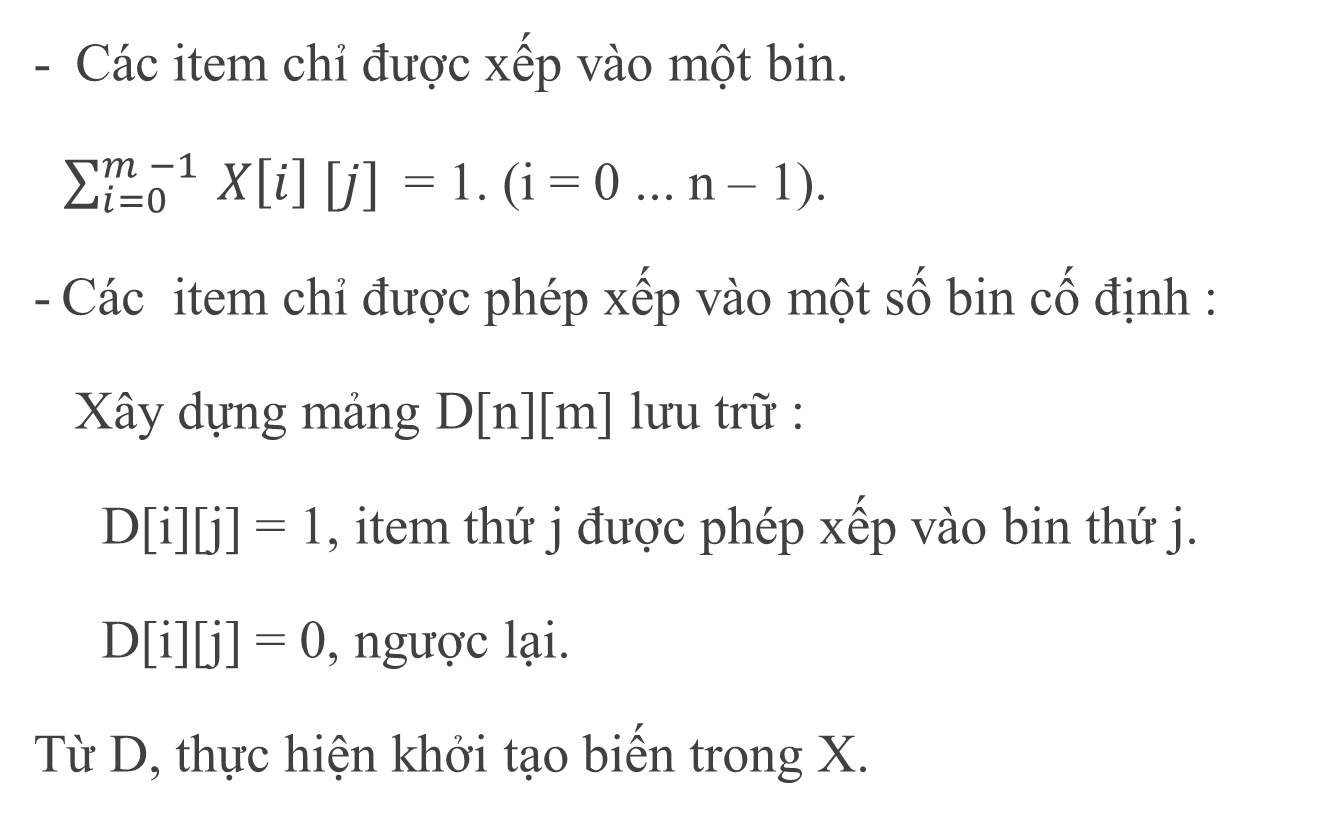 - Các item chỉ được xếp vào một bin.
∑_{i=0}^{m-1} X[i] [j] = 1. (i = 0 ... n – 1).
- Các item chỉ được phép xếp vào một số bin cố định :
Xây dựng mảng D[n][m] lưu trữ :
D[i][j] = 1, item thứ j được phép xếp vào bin thứ j.
D[i][j] = 0, ngược lại.
Từ D, thực hiện khởi tạo biến trong X.